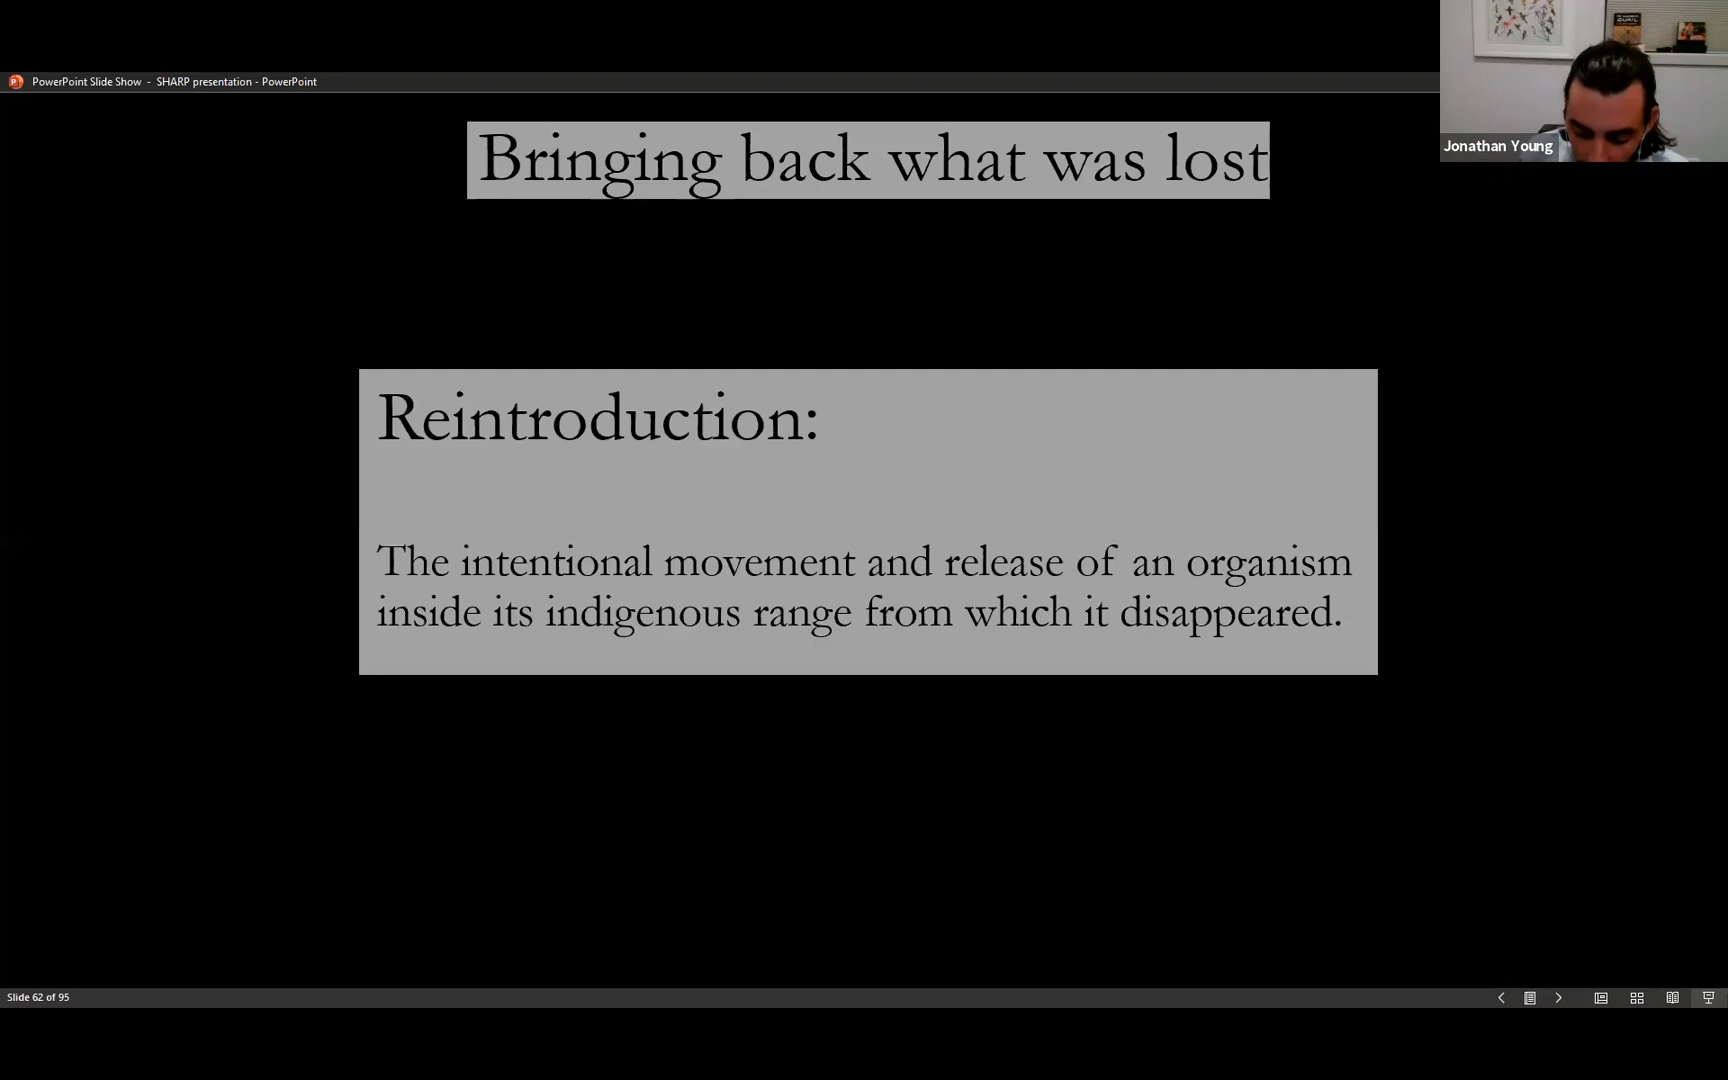 PowerPoint Slide Show - SHARP presentation - PowerPoint
Jonathan Young
Bringing back what was lost
Reintroduction:
The intentional movement and release of an organism
inside its indigenous range from which it disappeared.
Slide 62 of 95